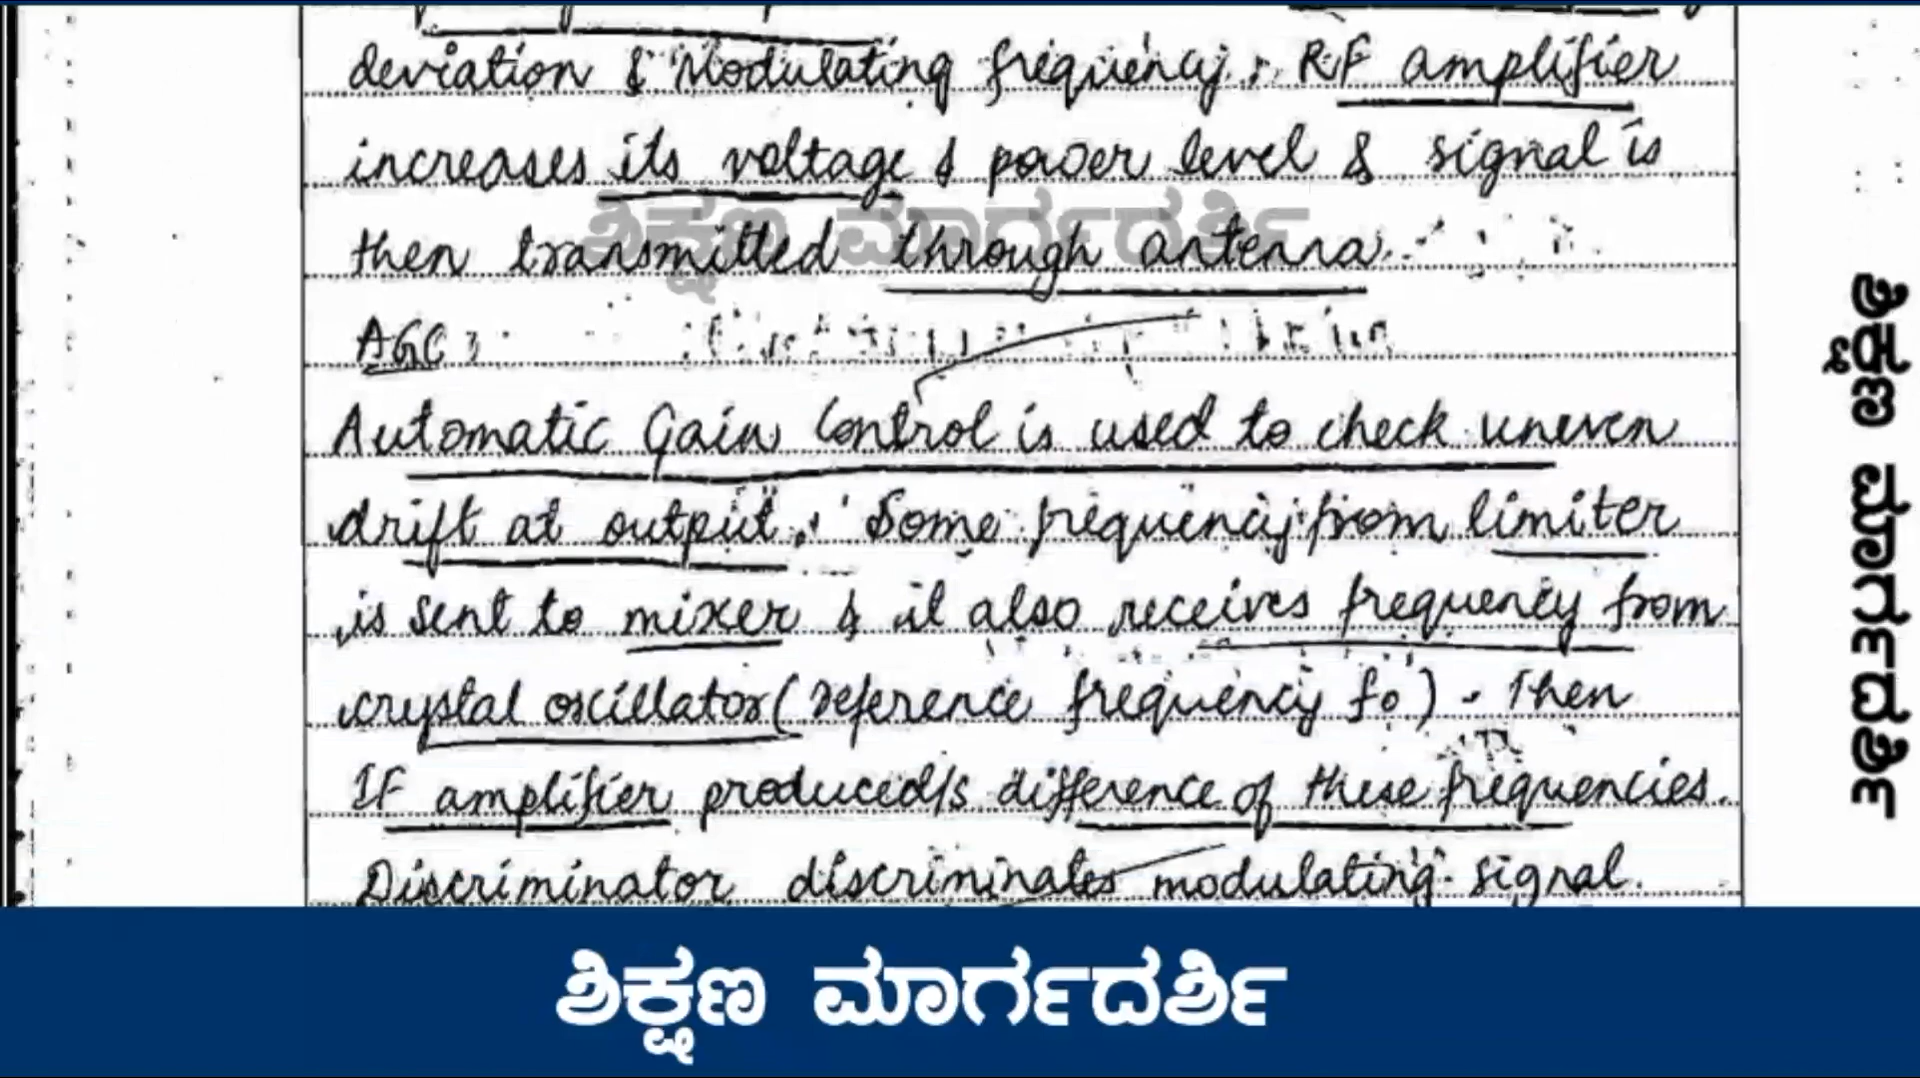 deviation & Modulating frequency. RF amplifier
increases its voltage & power level & signal is
ಶಿಕ್ಷಣ ಮಾರ್ಗದರ್ಶಿ
then transmitted through antenna.
AGC:
Automatic Gain Control is used to check uneven
drift at output. Some frequency from limiter
is sent to mixer & it also receives frequency from
crystal oscillator (reference frequency fo). Then
IF amplifier produced/s difference of these frequencies.
Discriminator discriminates modulating signal.
ಶಿಕ್ಷಣ ಮಾರ್ಗದರ್ಶಿ
ಶಿಕ್ಷಣ ಮಾರ್ಗದರ್ಶಿ